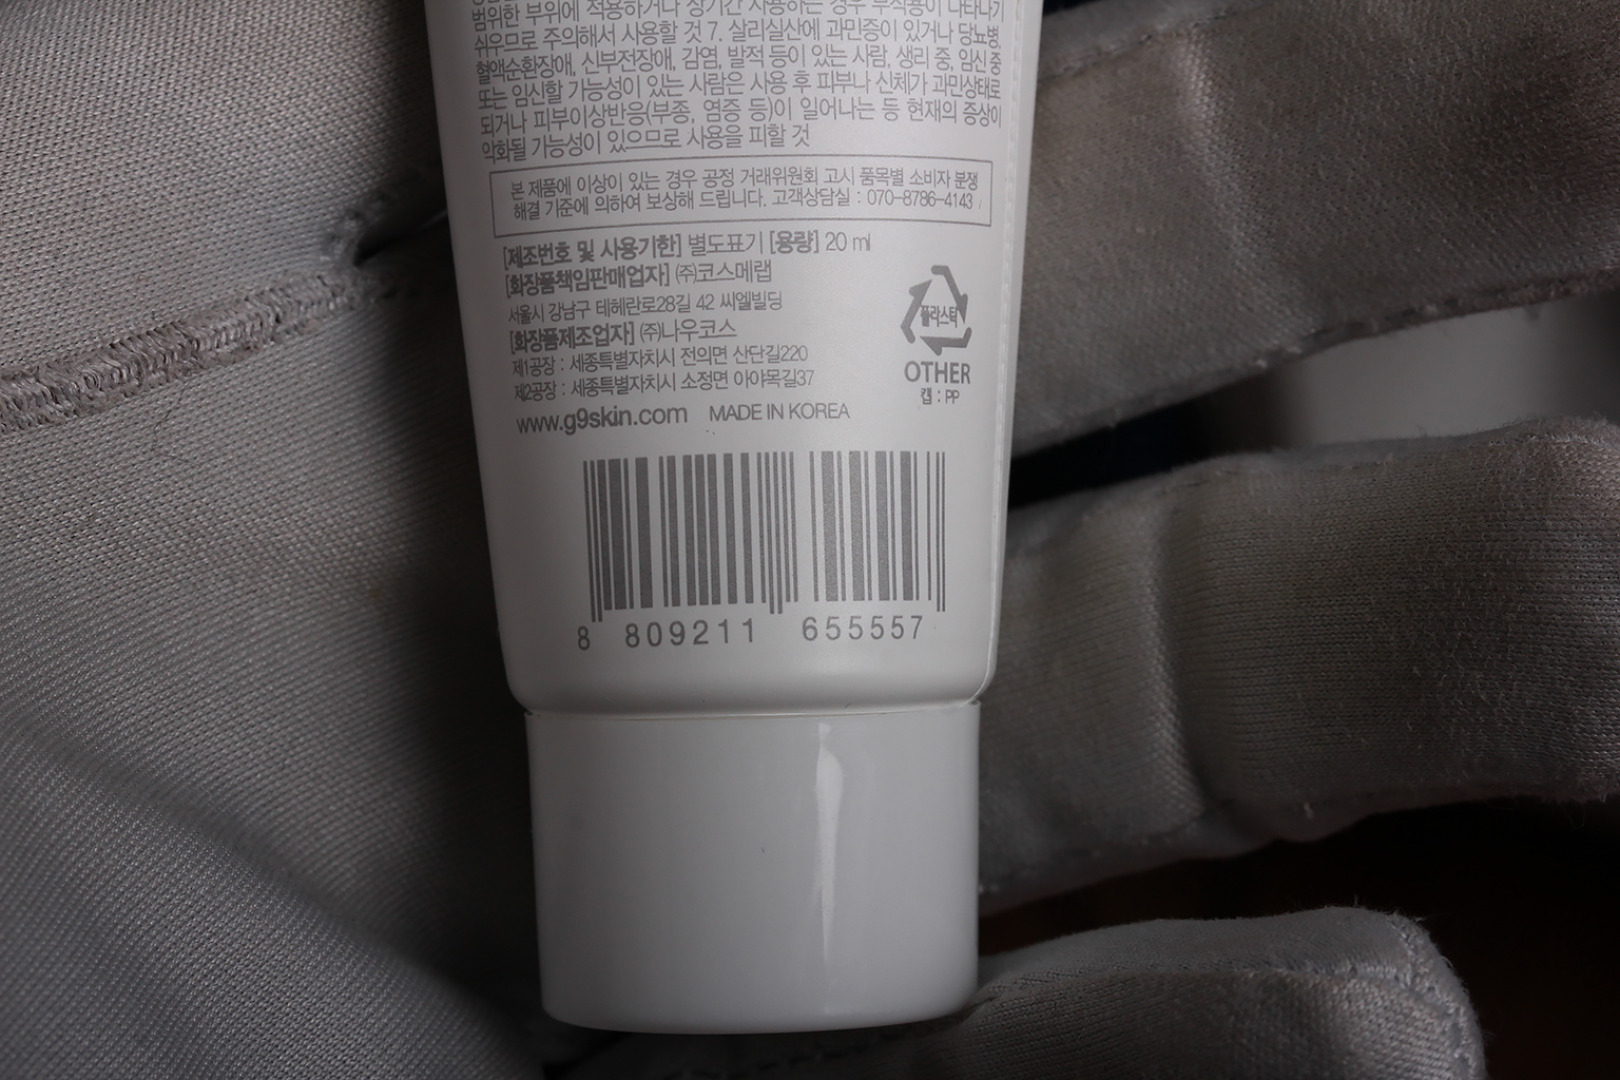 범위한 부위에 적용하거나 장기간 사용하는 경우 부작용이 나타나기
쉬우므로 주의해서 사용할 것 7. 살리실산에 과민증이 있거나 당뇨병,
혈액순환장애, 신부전장애, 감염, 발적 등이 있는 사람, 생리 중, 임신 중
또는 임신할 가능성이 있는 사람은 사용 후 피부나 신체가 과민상태로
되거나 피부이상반응(부종, 염증 등)이 일어나는 등 현재의 증상이
악화될 가능성이 있으므로 사용을 피할 것
본 제품에 이상이 있는 경우 공정 거래위원회 고시 품목별 소비자 분쟁
해결 기준에 의하여 보상해 드립니다. 고객상담실 : 070-8786-4143
[제조번호 및 사용기한] 별도표기 [용량] 20 ml
[화장품책임판매업자] (주)코스메랩
서울시 강남구 테헤란로28길 42 씨엘빌딩
[화장품제조업자] (주)나우코스
제1공장 : 세종특별자치시 전의면 산단길220
제2공장 : 세종특별자치시 소정면 아야목길37
www.g9skin.com MADE IN KOREA
플라스틱
OTHER
캡 : PP
8 809211 655557